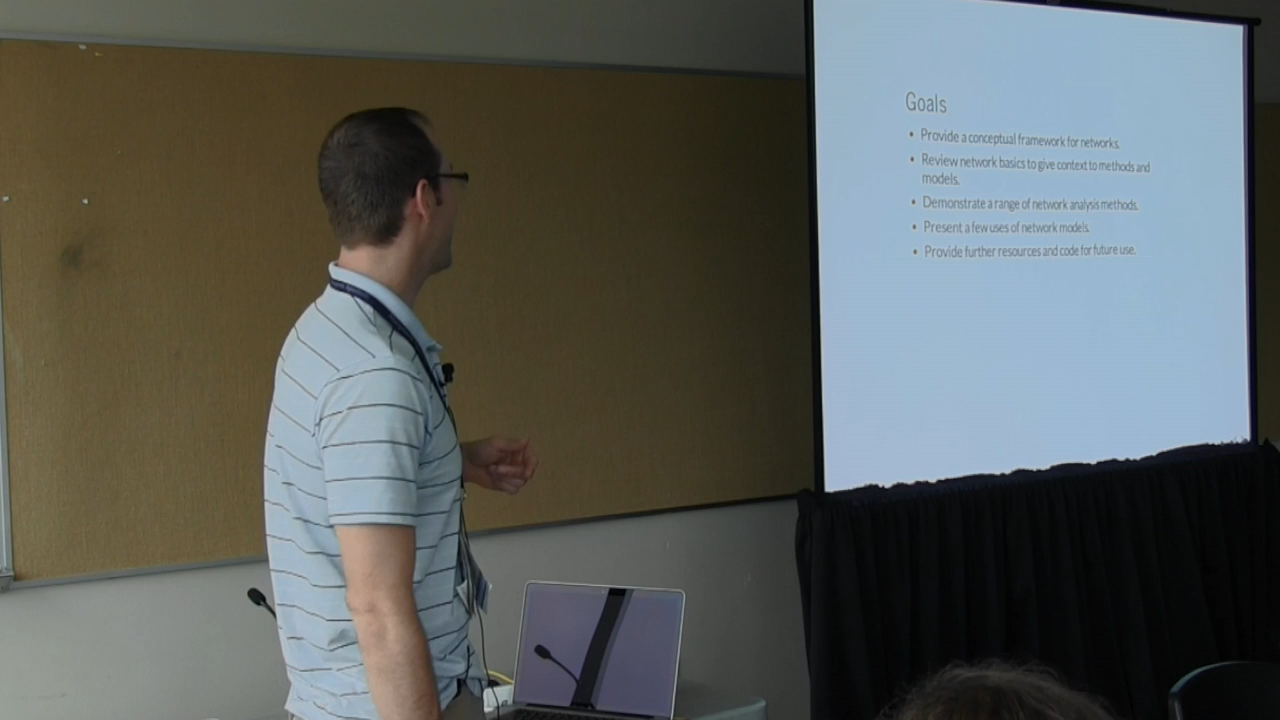 Goals
• Provide a conceptual framework for networks.
• Review network basics to give context to methods and
models.
• Demonstrate a range of network analysis methods.
• Present a few uses of network models.
• Provide further resources and code for future use.